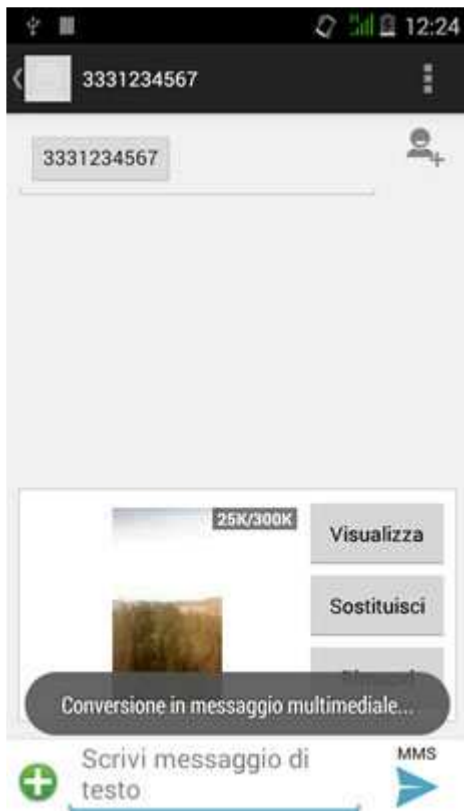 12:24
3331234567
3331234567
25K/300K
Visualizza
Sostituisci
Conversione in messaggio multimediale...
Scrivi messaggio di
testo
MMS